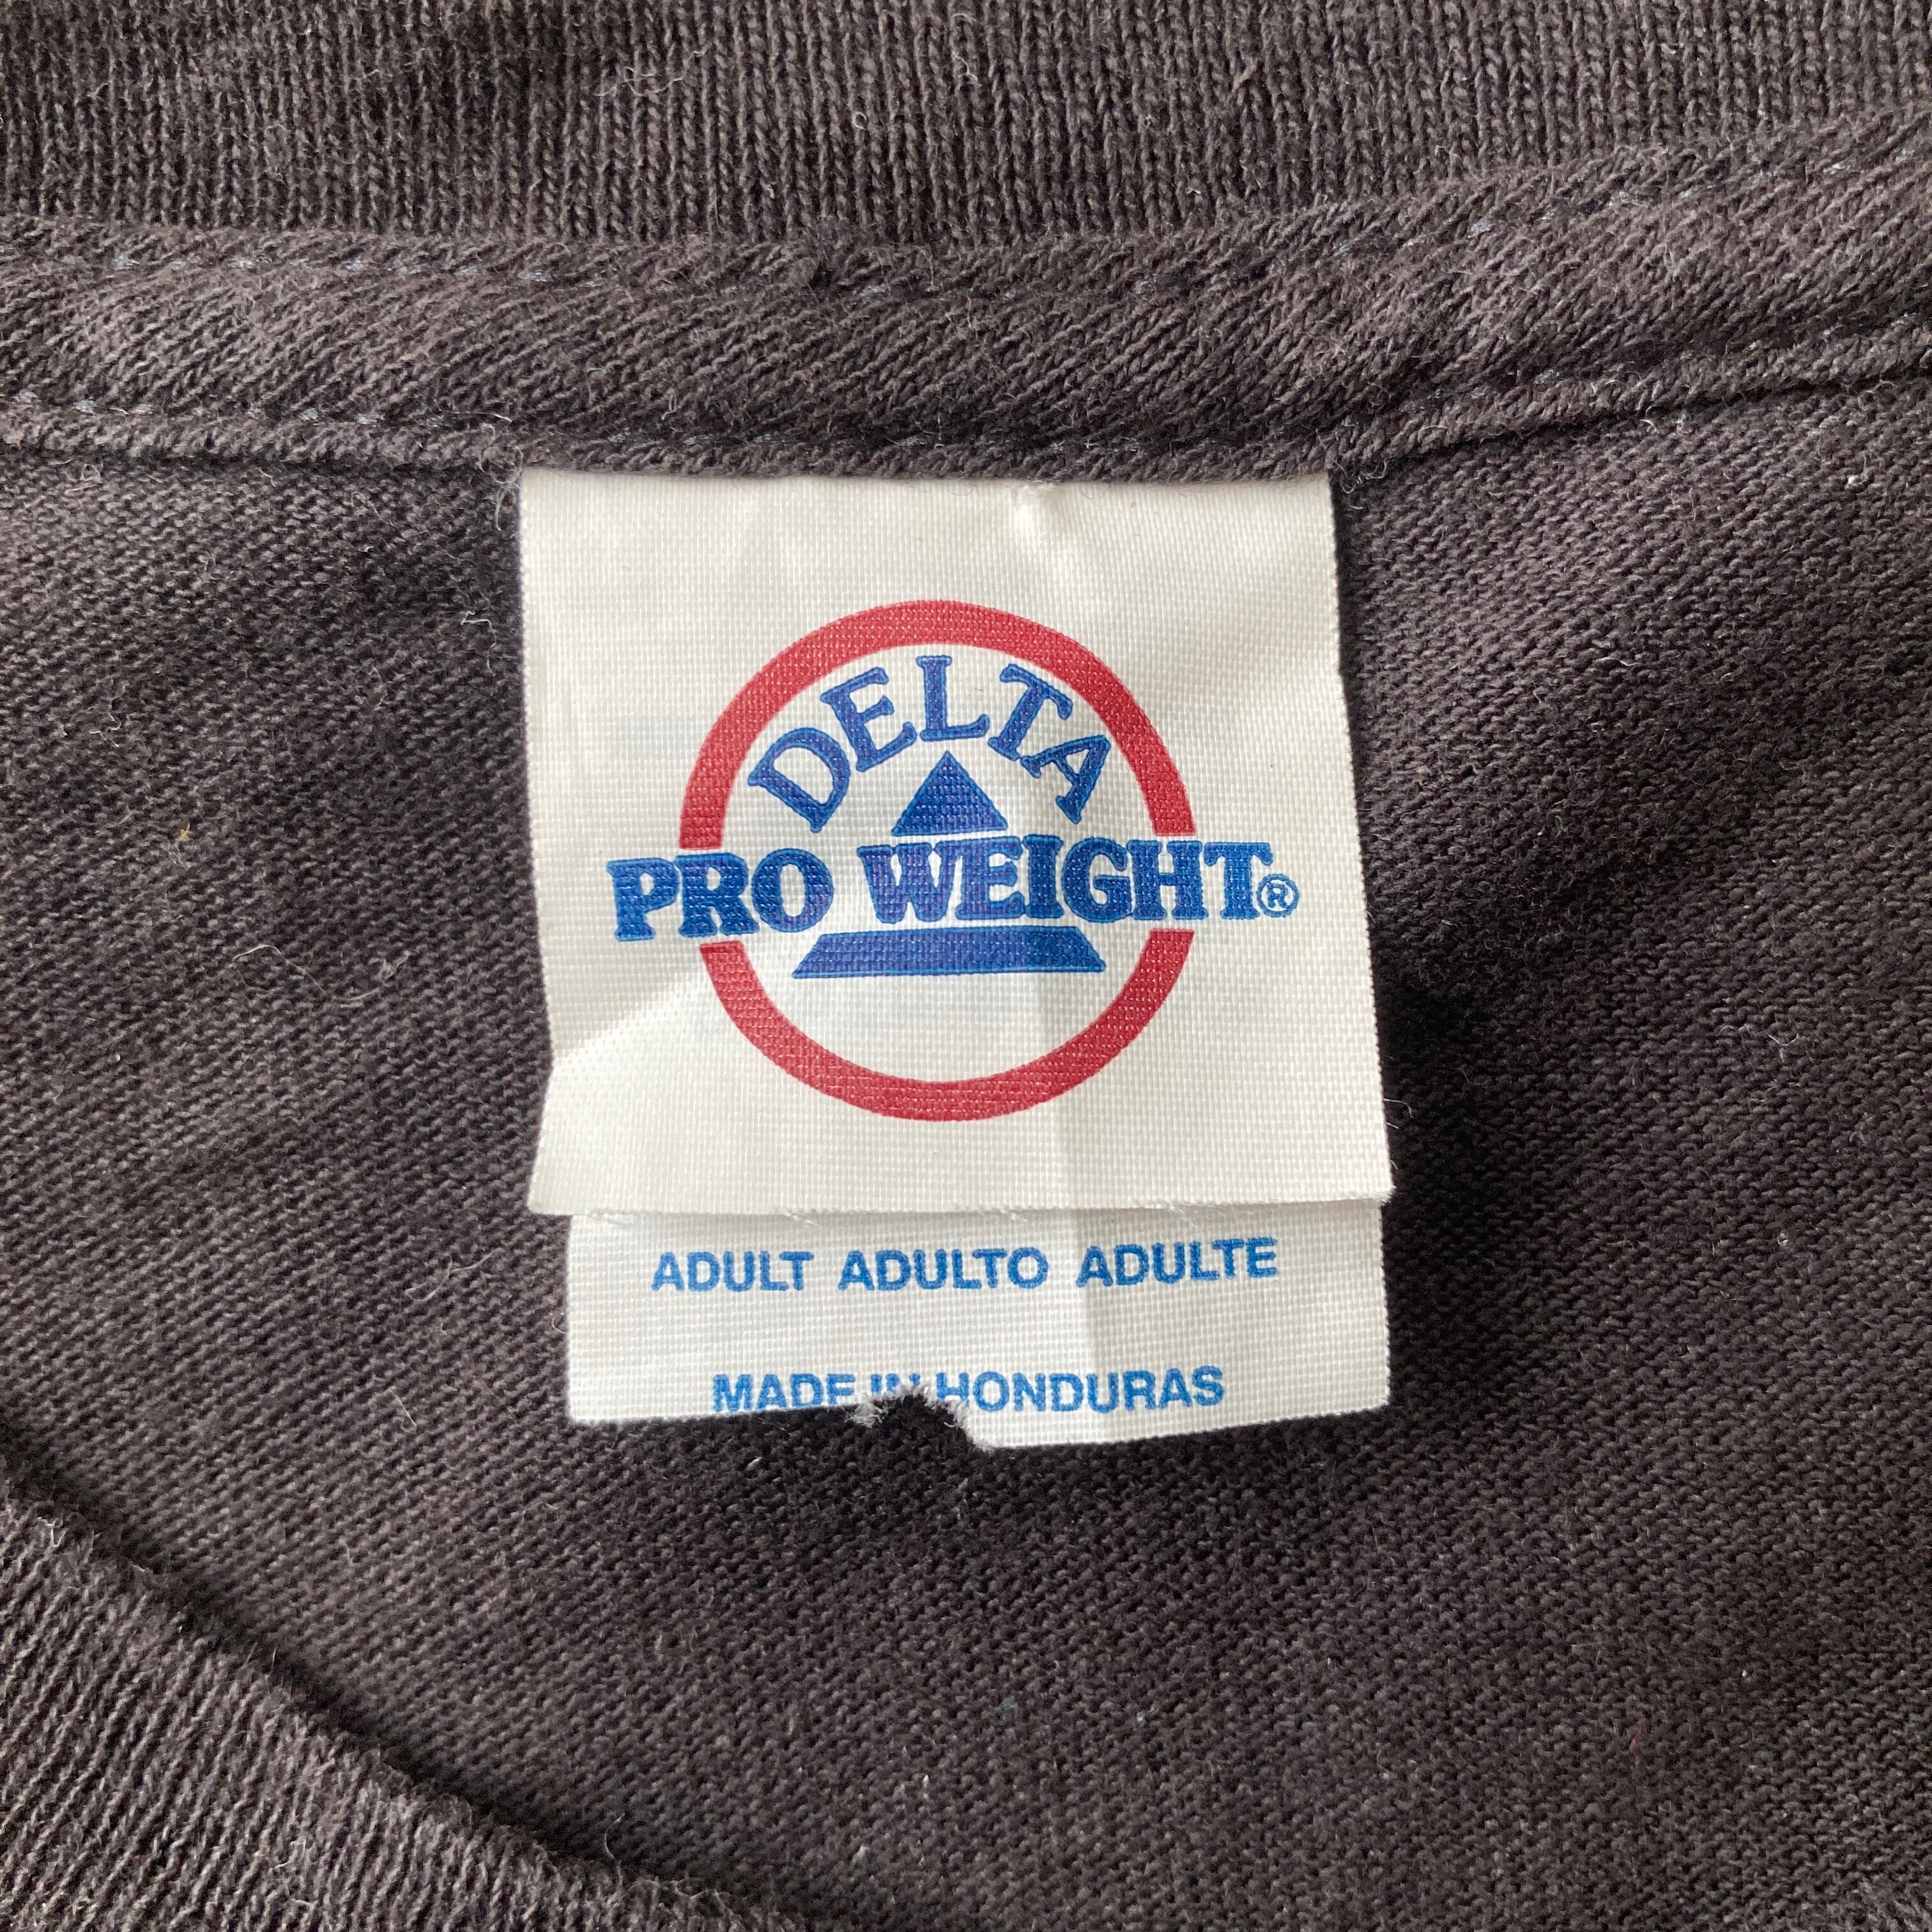 DELTA
PRO WEIGHT®
ADULT ADULTO ADULTE
MADE IN HONDURAS